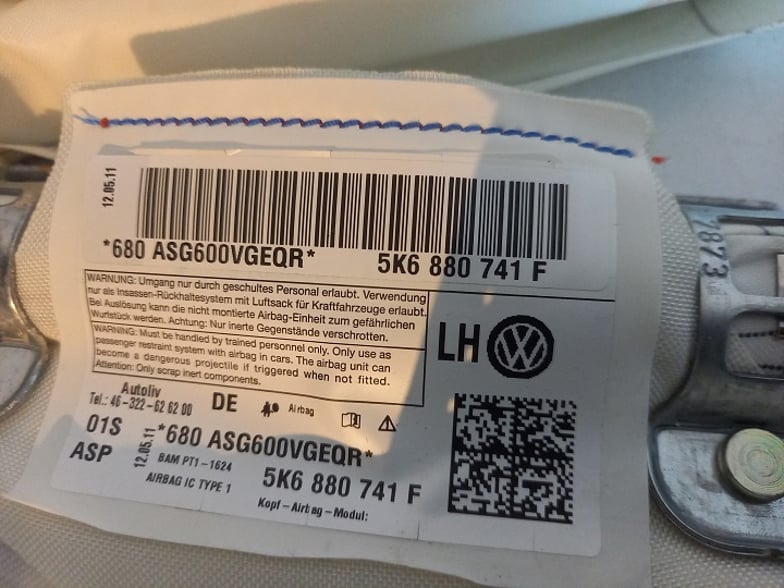 12.05.11
*680 ASG600VGEQR* 5K6 880 741 F
WARNUNG: Umgang nur durch geschultes Personal erlaubt. Verwendung
nur als Insassen-Rückhaltesystem mit Luftsack für Kraftfahrzeuge erlaubt.
Bei Auslösung kann die nicht montierte Airbag-Einheit zum gefährlichen
Wurfstück werden. Achtung: Nur inerte Gegenstände verschrotten.
WARNING: Must be handled by trained personnel only. Only use as
passenger restraint system with airbag in cars. The airbag unit can
become a dangerous projectile if triggered when not fitted.
Attention: Only scrap inert components.
LH
Autoliv
Tel.: 46-322-62 62 00
DE
Airbag
01S
ASP
12.05.11
*680 ASG600VGEQR*
BAM PT1-1624
5K6 880 741 F
AIRBAG IC TYPE 1
Kopf-Airbag-Modul:
7873